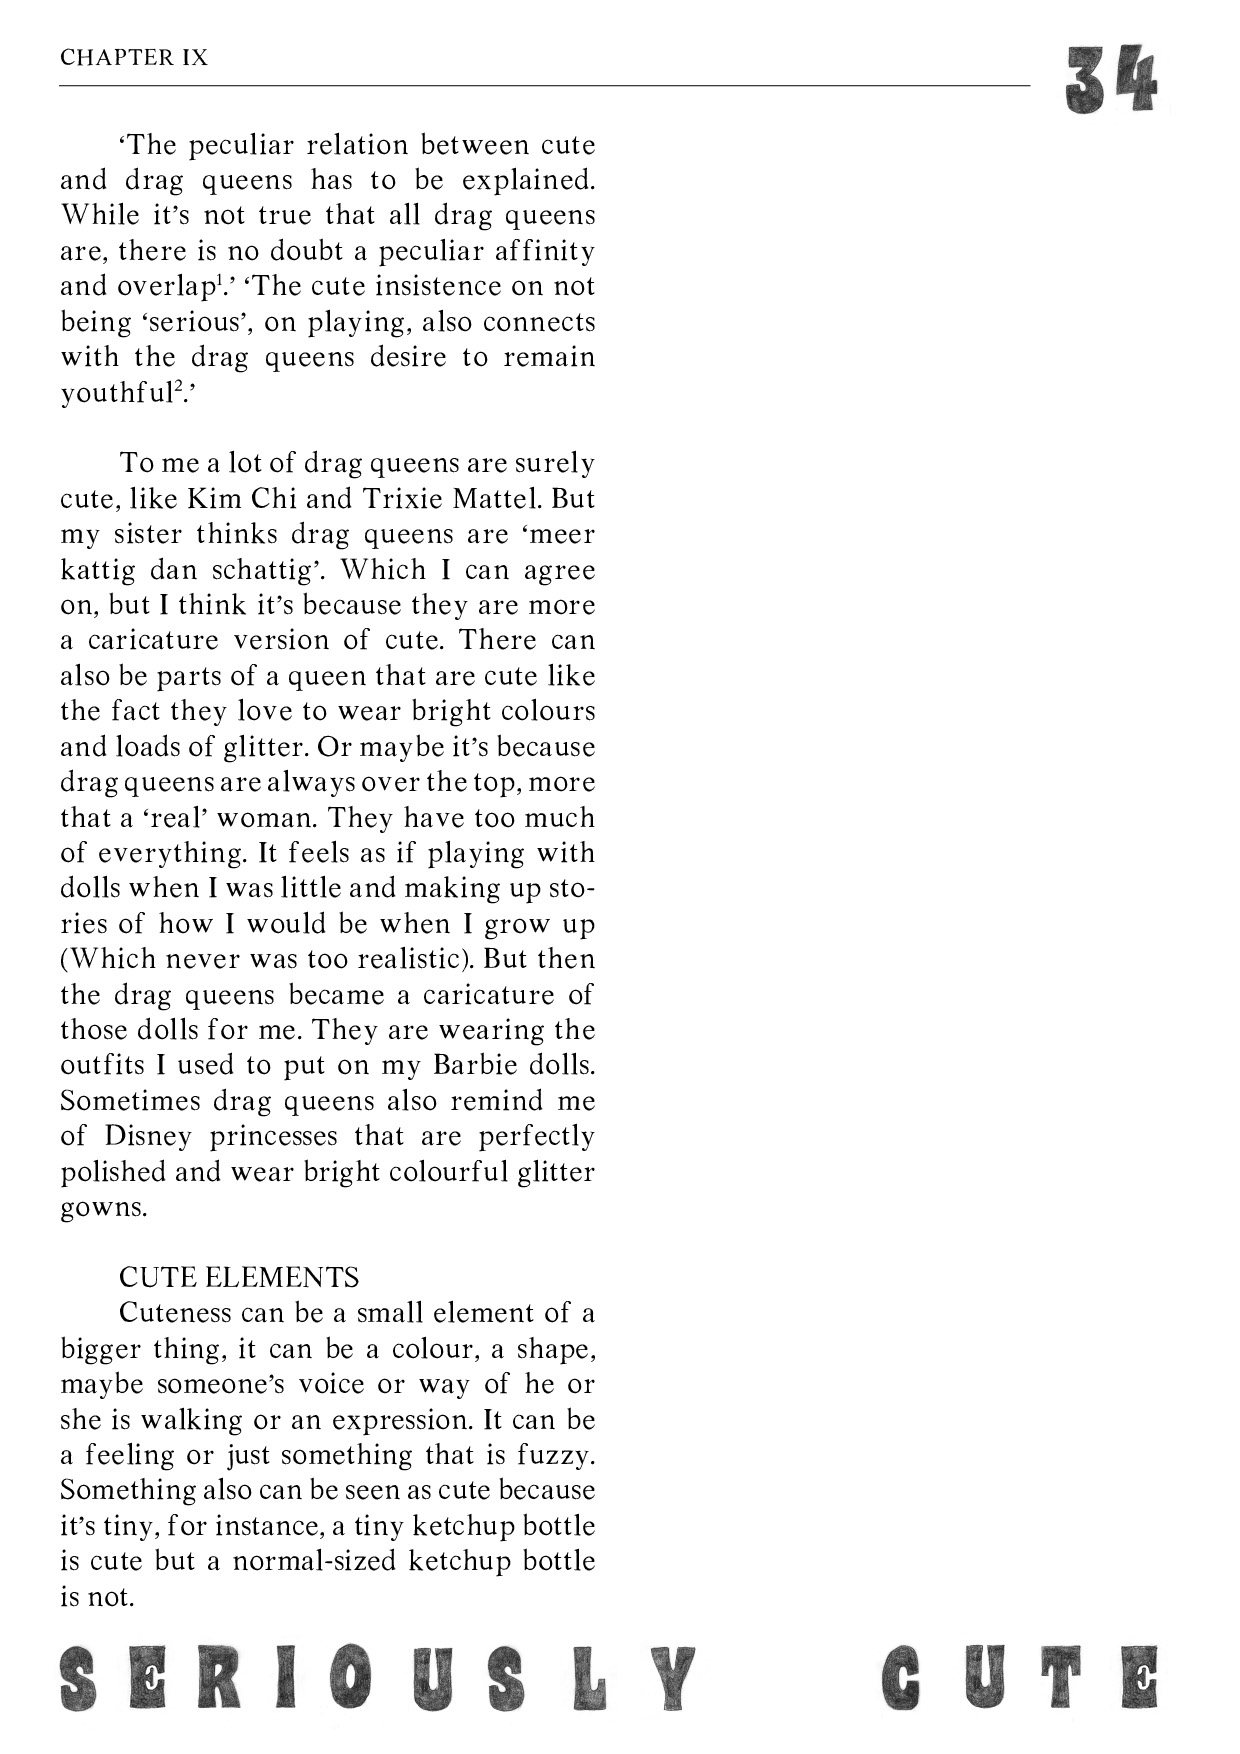 CHAPTER IX
34
‘The peculiar relation between cute
and drag queens has to be explained.
While it’s not true that all drag queens
are, there is no doubt a peculiar affinity
and overlap¹.’ ‘The cute insistence on not
being ‘serious’, on playing, also connects
with the drag queens desire to remain
youthful².’
To me a lot of drag queens are surely
cute, like Kim Chi and Trixie Mattel. But
my sister thinks drag queens are ‘meer
kattig dan schattig’. Which I can agree
on, but I think it’s because they are more
a caricature version of cute. There can
also be parts of a queen that are cute like
the fact they love to wear bright colours
and loads of glitter. Or maybe it’s because
drag queens are always over the top, more
that a ‘real’ woman. They have too much
of everything. It feels as if playing with
dolls when I was little and making up sto-
ries of how I would be when I grow up
(Which never was too realistic). But then
the drag queens became a caricature of
those dolls for me. They are wearing the
outfits I used to put on my Barbie dolls.
Sometimes drag queens also remind me
of Disney princesses that are perfectly
polished and wear bright colourful glitter
gowns.
CUTE ELEMENTS
Cuteness can be a small element of a
bigger thing, it can be a colour, a shape,
maybe someone’s voice or way of he or
she is walking or an expression. It can be
a feeling or just something that is fuzzy.
Something also can be seen as cute because
it’s tiny, for instance, a tiny ketchup bottle
is cute but a normal-sized ketchup bottle
is not.
SERIOUSLY CUTE